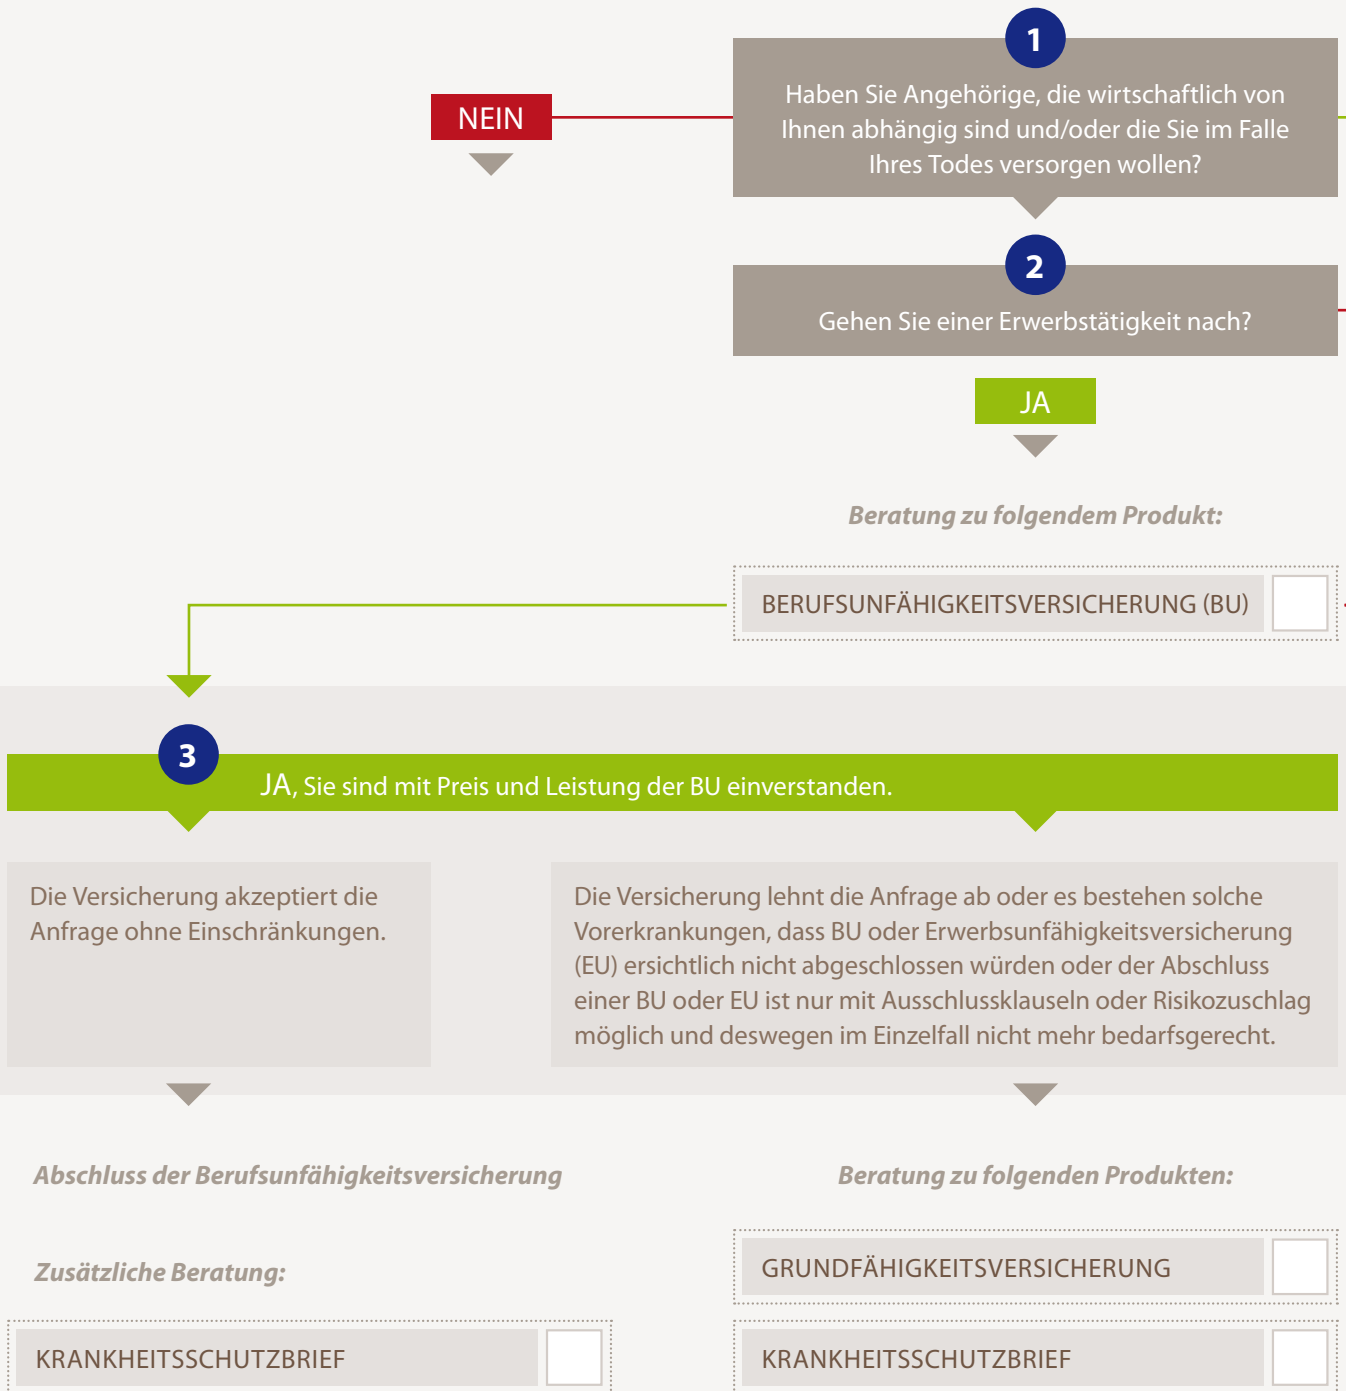 1
Haben Sie Angehörige, die wirtschaftlich von
Ihnen abhängig sind und/oder die Sie im Falle
Ihres Todes versorgen wollen?
NEIN
2
Gehen Sie einer Erwerbstätigkeit nach?
JA
Beratung zu folgendem Produkt:
BERUFSUNFÄHIGKEITSVERSICHERUNG (BU)
3
JA, Sie sind mit Preis und Leistung der BU einverstanden.
Die Versicherung akzeptiert die
Anfrage ohne Einschränkungen.
Die Versicherung lehnt die Anfrage ab oder es bestehen solche
Vorerkrankungen, dass BU oder Erwerbsunfähigkeitsversicherung
(EU) ersichtlich nicht abgeschlossen würden oder der Abschluss
einer BU oder EU ist nur mit Ausschlussklauseln oder Risikozuschlag
möglich und deswegen im Einzelfall nicht mehr bedarfsgerecht.
Abschluss der Berufsunfähigkeitsversicherung
Zusätzliche Beratung:
KRANKHEITSSCHUTZBRIEF
Beratung zu folgenden Produkten:
GRUNDFÄHIGKEITSVERSICHERUNG
KRANKHEITSSCHUTZBRIEF